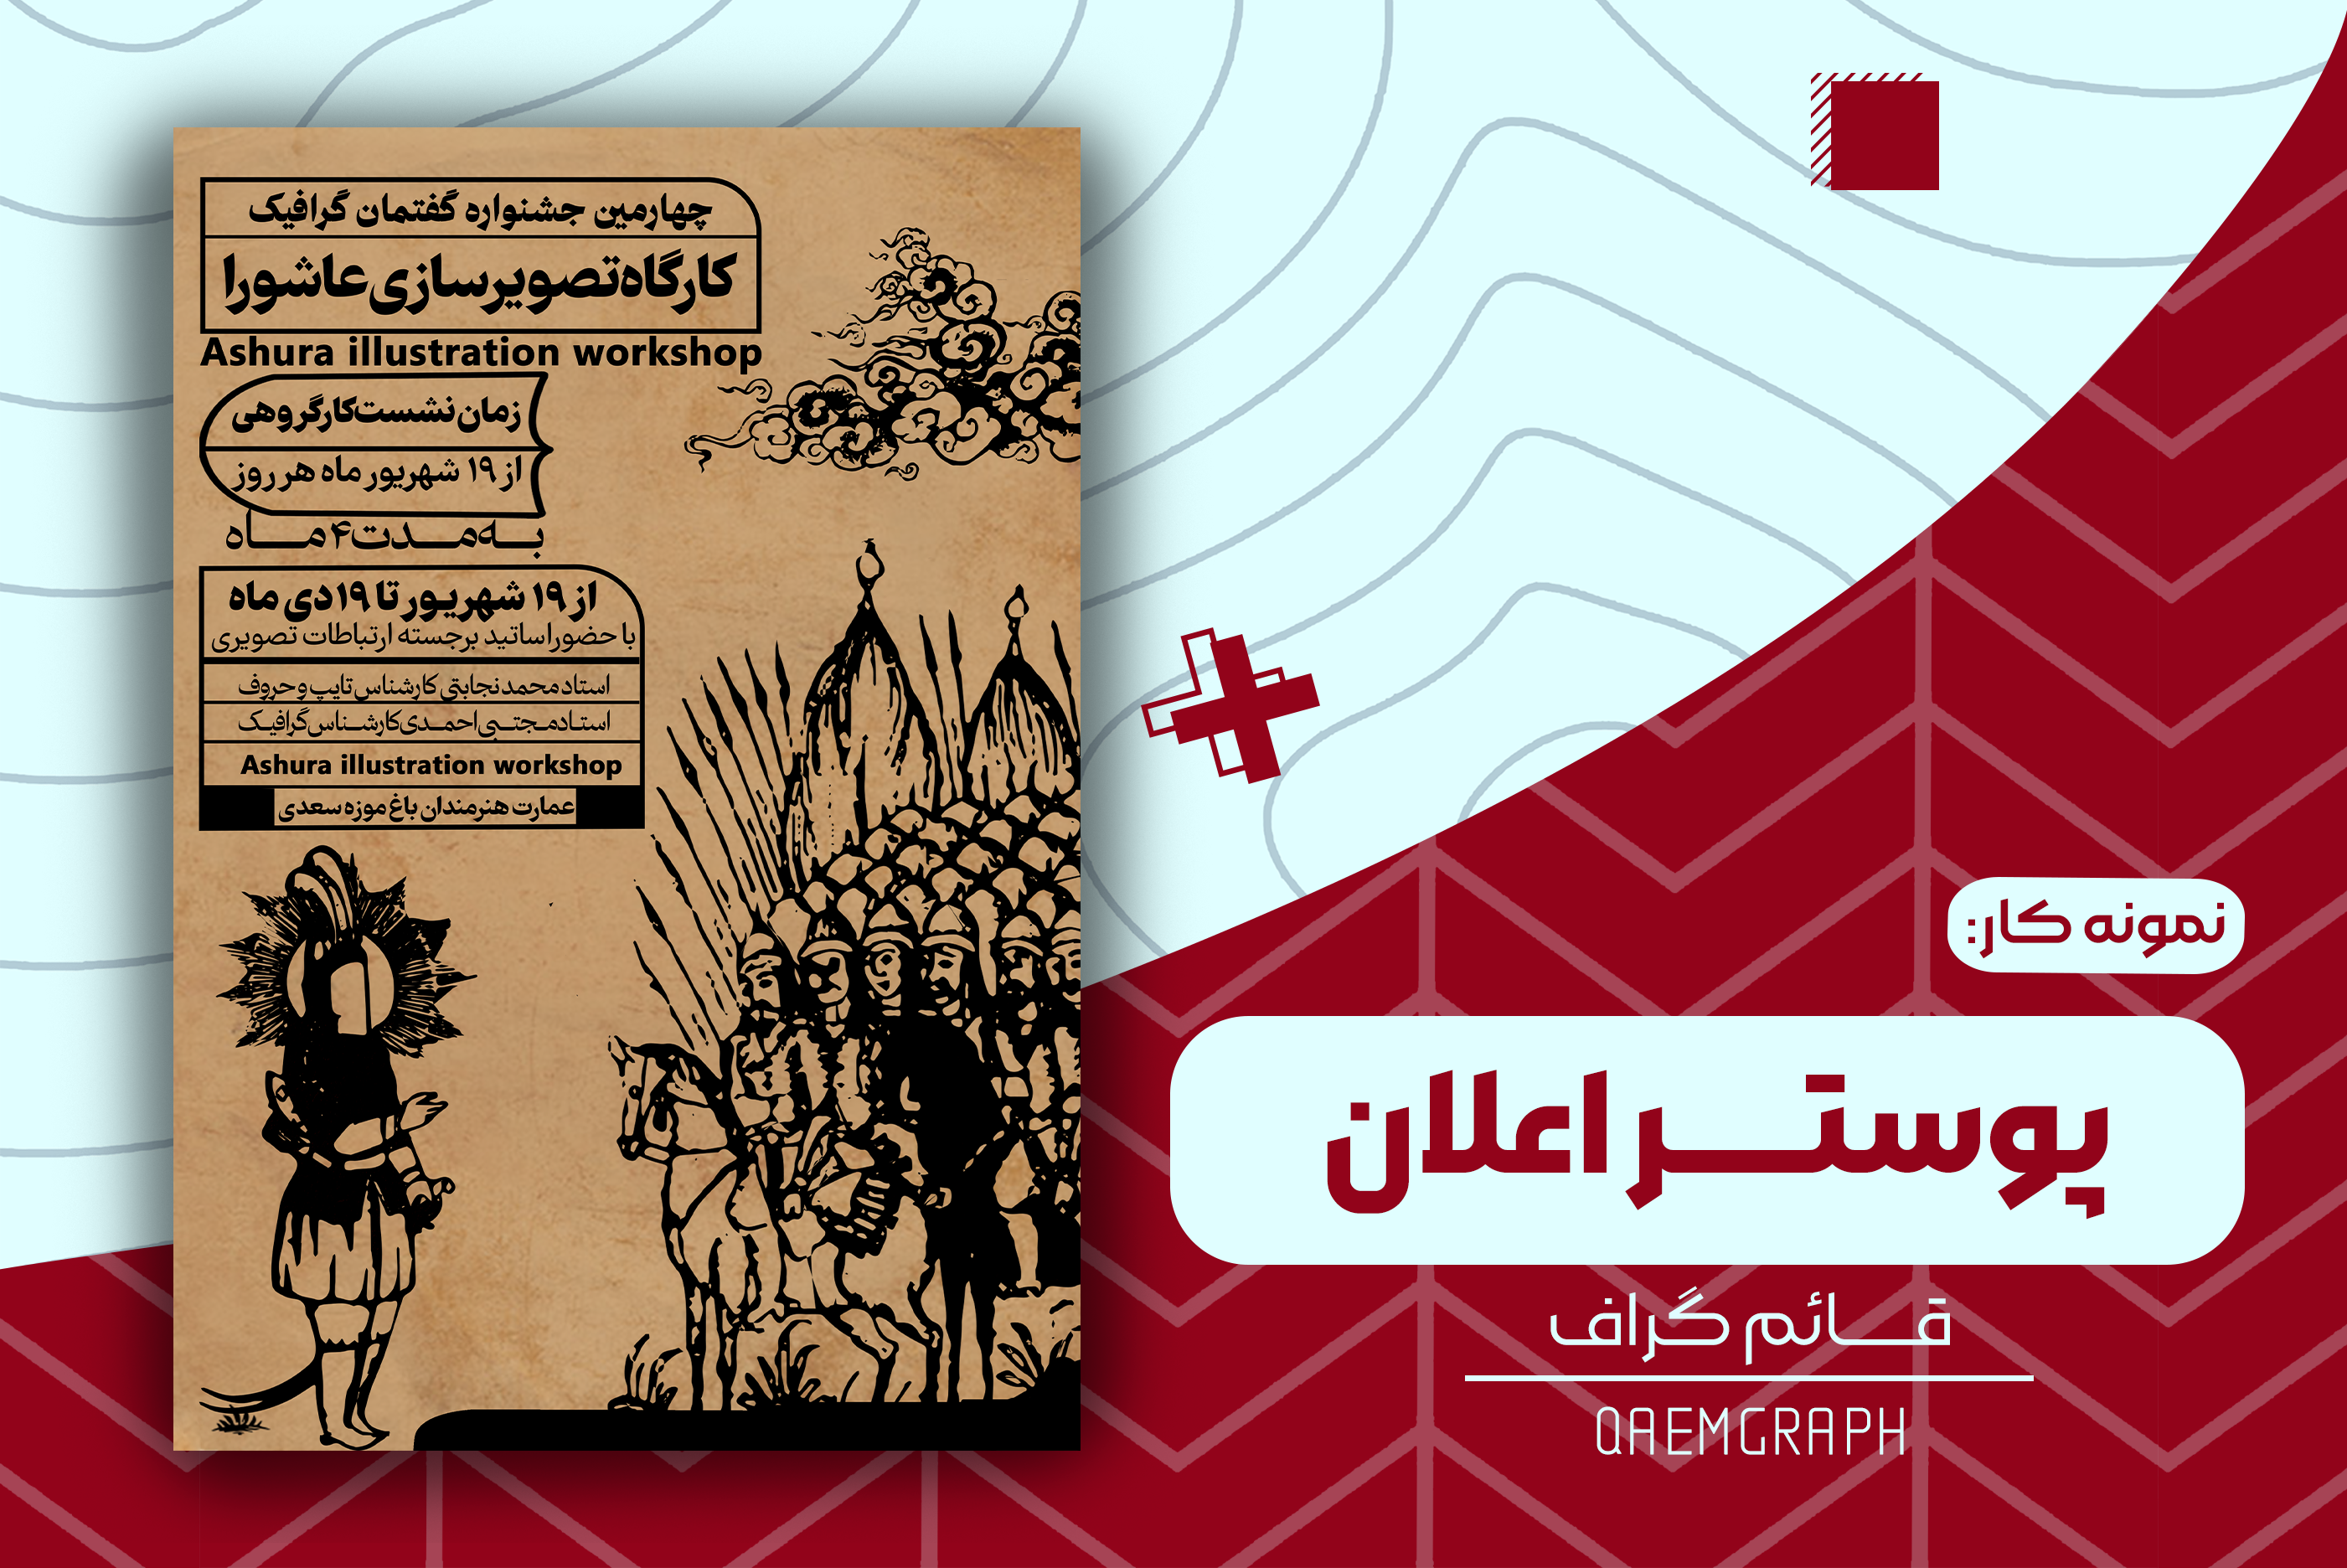 چهارمین جشنواره گفتمان گرافیک
کارگاه تصویرسازی عاشورا
Ashura illustration workshop
زمان نشست کارگروهی
از ۱۹ شهریور ماه هر روز
به مدت ۴ ماه
از ۱۹ شهریور تا ۱۹ دی ماه
با حضور اساتید برجسته ارتباطات تصویری
استاد محمد نجابتی کارشناس تایپ و حروف
استاد مجتبی احمدی کارشناس گرافیک
Ashura illustration workshop
عمارت هنرمندان باغ موزه سعدی
نمونه کار:
پوستر اعلان
قائم گراف
QAEMGRAPH